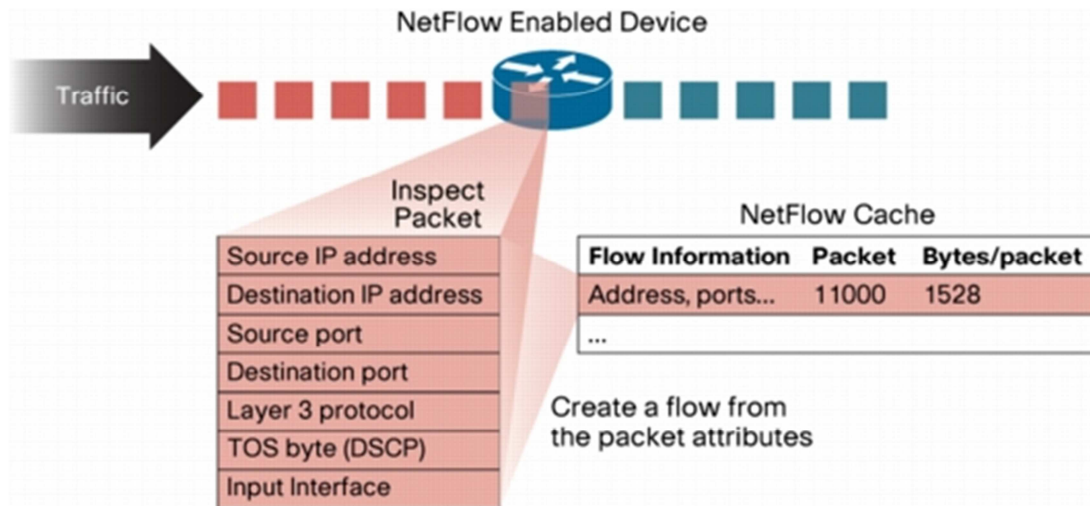 NetFlow Enabled Device
Traffic
Inspect
Packet
Source IP address
Destination IP address
Source port
Destination port
Layer 3 protocol
TOS byte (DSCP)
Input Interface
NetFlow Cache
Flow Information Packet Bytes/packet
Address, ports... 11000 1528
...
Create a flow from
the packet attributes